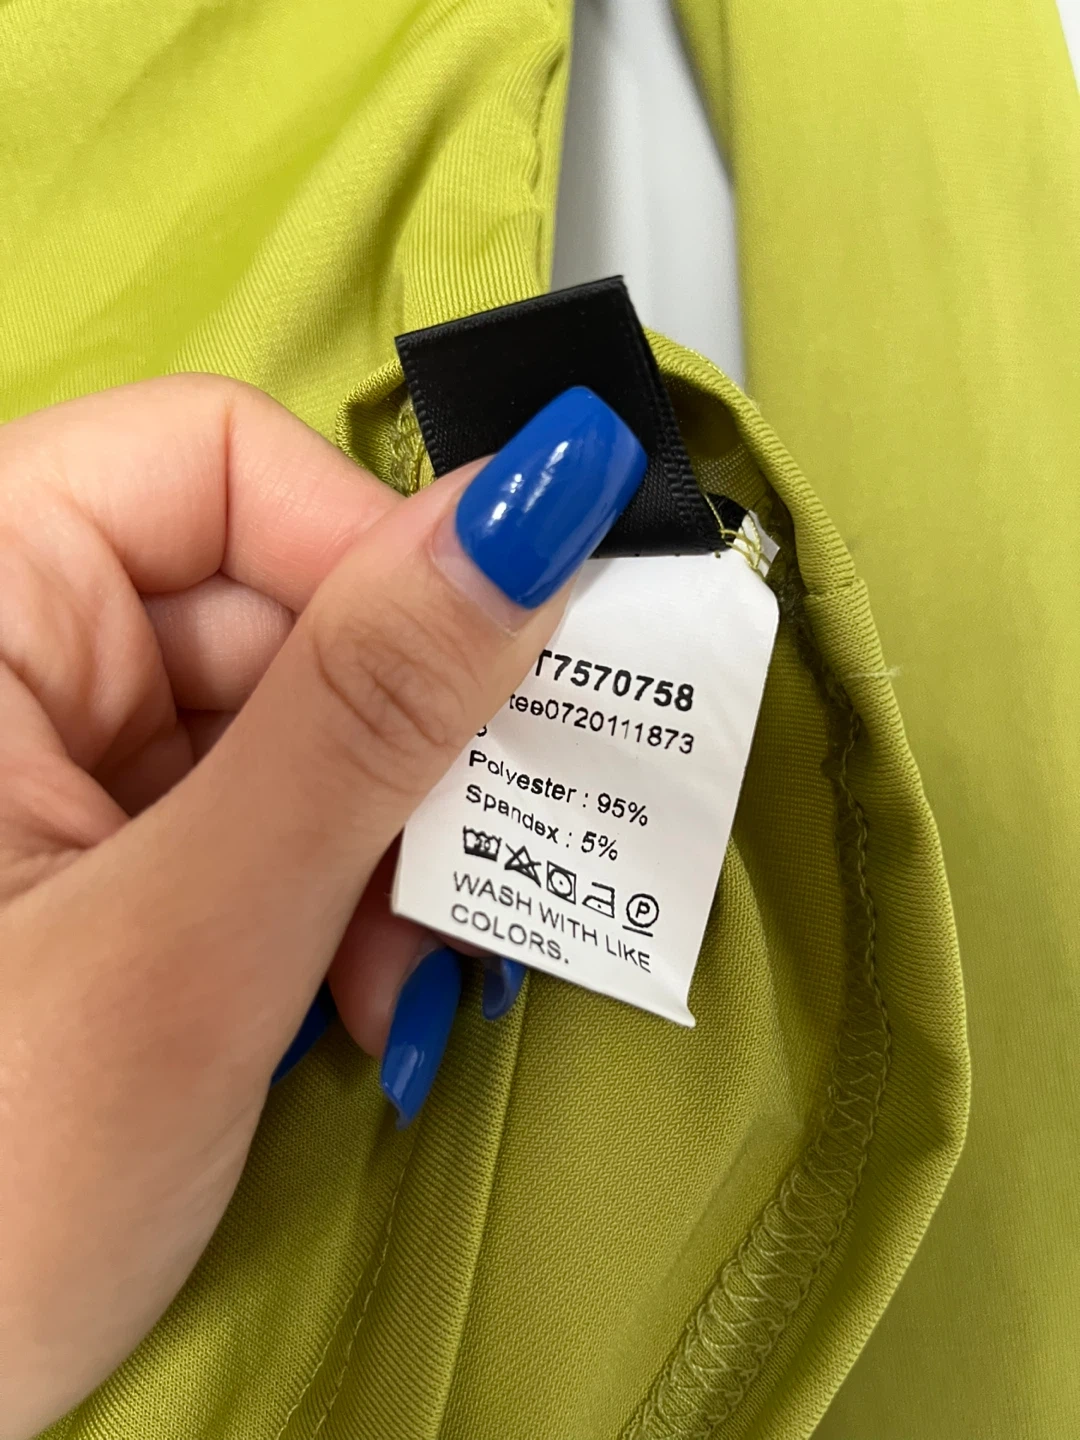 T7570758
tee0720111873
Polyester : 95%
Spandex : 5%
P
WASH WITH LIKE
COLORS.